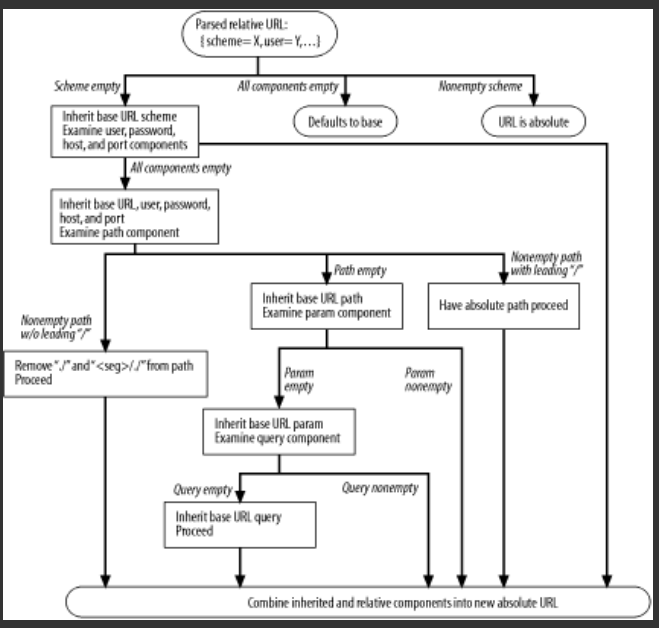 Parsed relative URL:
{scheme=X, user=Y,...}
Scheme empty
All components empty
Nonempty scheme
Inherit base URL scheme
Examine user, password,
host, and port components
Defaults to base
URL is absolute
All components empty
Inherit base URL, user, password,
host, and port
Examine path component
Nonempty path
w/o leading "/"
Path empty
Nonempty path
with leading "/"
Inherit base URL path
Examine param component
Have absolute path proceed
Remove "./" and "<seg>/./" from path
Proceed
Param
empty
Param
nonempty
Inherit base URL param
Examine query component
Query empty
Query nonempty
Inherit base URL query
Proceed
Combine inherited and relative components into new absolute URL